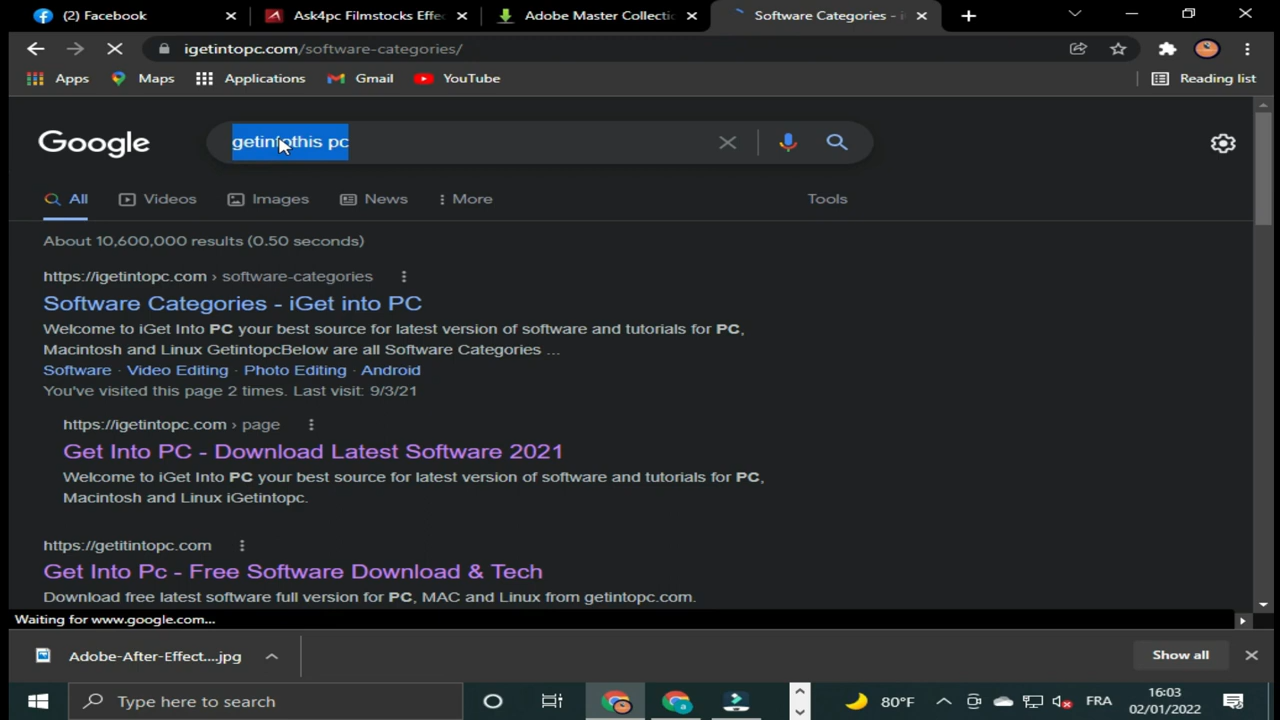 (2) Facebook
Ask4pc Filmstocks Effec
Adobe Master Collectic
Software Categories - i
igetintopc.com/software-categories/
Apps
Maps
Applications
Gmail
YouTube
Reading list
Google
getinfothis pc
All
Videos
Images
News
More
Tools
About 10,600,000 results (0.50 seconds)
https://igetintopc.com › software-categories
Software Categories - iGet into PC
Welcome to iGet Into PC your best source for latest version of software and tutorials for PC,
Macintosh and Linux GetintopcBelow are all Software Categories ...
Software · Video Editing · Photo Editing · Android
You've visited this page 2 times. Last visit: 9/3/21
https://igetintopc.com › page
Get Into PC - Download Latest Software 2021
Welcome to iGet Into PC your best source for latest version of software and tutorials for PC,
Macintosh and Linux iGetintopc.
https://getitintopc.com
Get Into Pc - Free Software Download & Tech
Download free latest software full version for PC, MAC and Linux from getintopc.com.
Waiting for www.google.com...
Adobe-After-Effect....jpg
Show all
Type here to search
80°F
FRA
16:03
02/01/2022